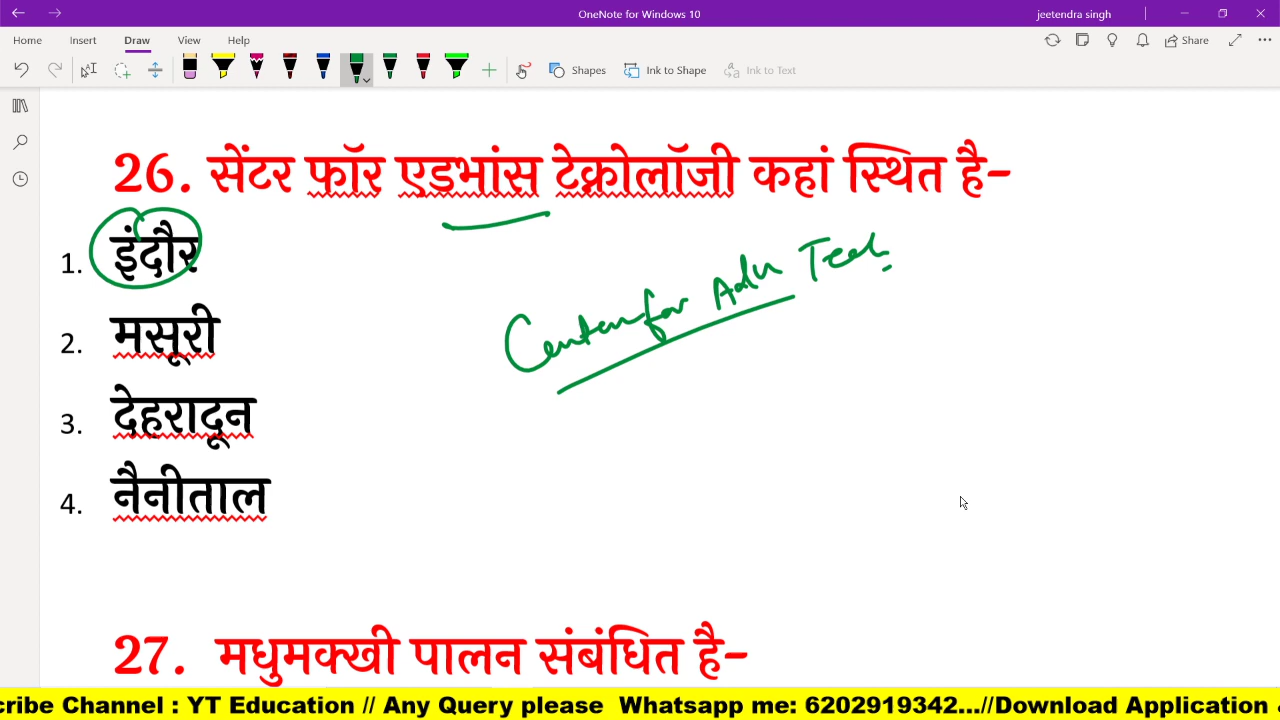 OneNote for Windows 10
jeetendra singh
Home Insert Draw View Help
Share
Shapes Ink to Shape Ink to Text
26. सेंटर फॉर एडभांस टेक्नोलॉजी कहां स्थित है-
1. इंदौर
Center for Adv Tech
2. मसूरी
3. देहरादून
4. नैनीताल
27. मधुमक्खी पालन संबंधित है-
cribe Channel : YT Education // Any Query please Whatsapp me: 6202919342...//Download Application